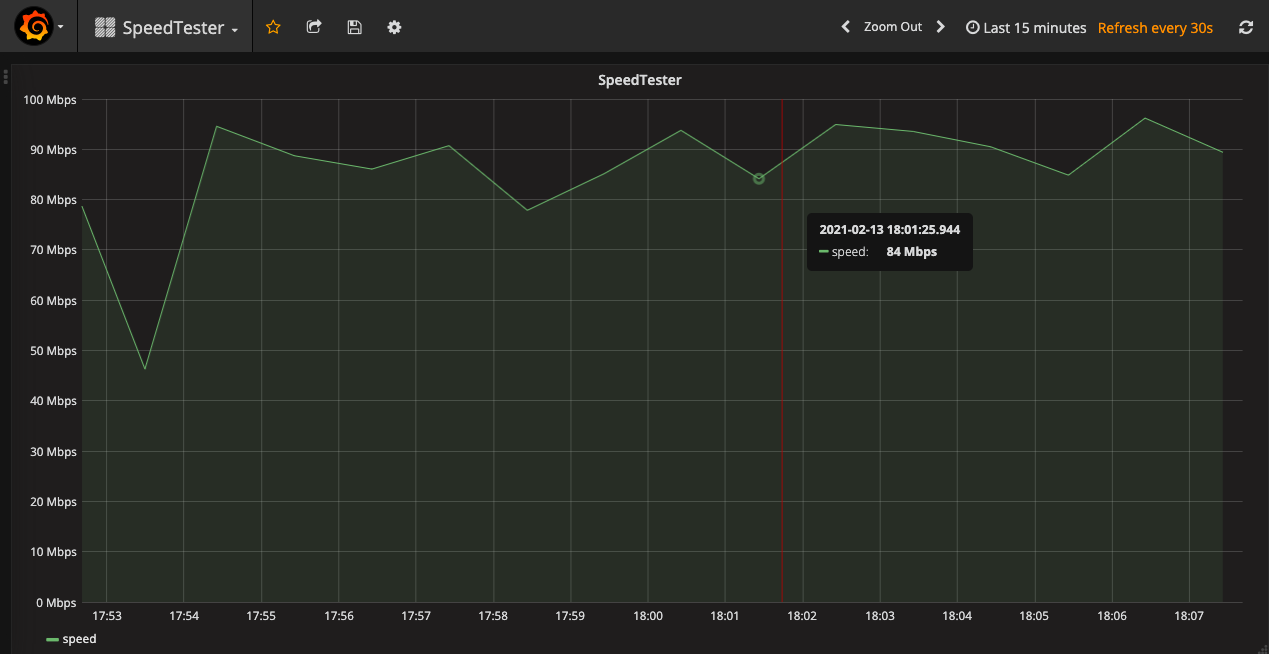 SpeedTester
Zoom Out
Last 15 minutes
Refresh every 30s
SpeedTester
100 Mbps
90 Mbps
80 Mbps
70 Mbps
60 Mbps
50 Mbps
40 Mbps
30 Mbps
20 Mbps
10 Mbps
0 Mbps
2021-02-13 18:01:25.944
speed: 84 Mbps
17:53 17:54 17:55 17:56 17:57 17:58 17:59 18:00 18:01 18:02 18:03 18:04 18:05 18:06 18:07
speed